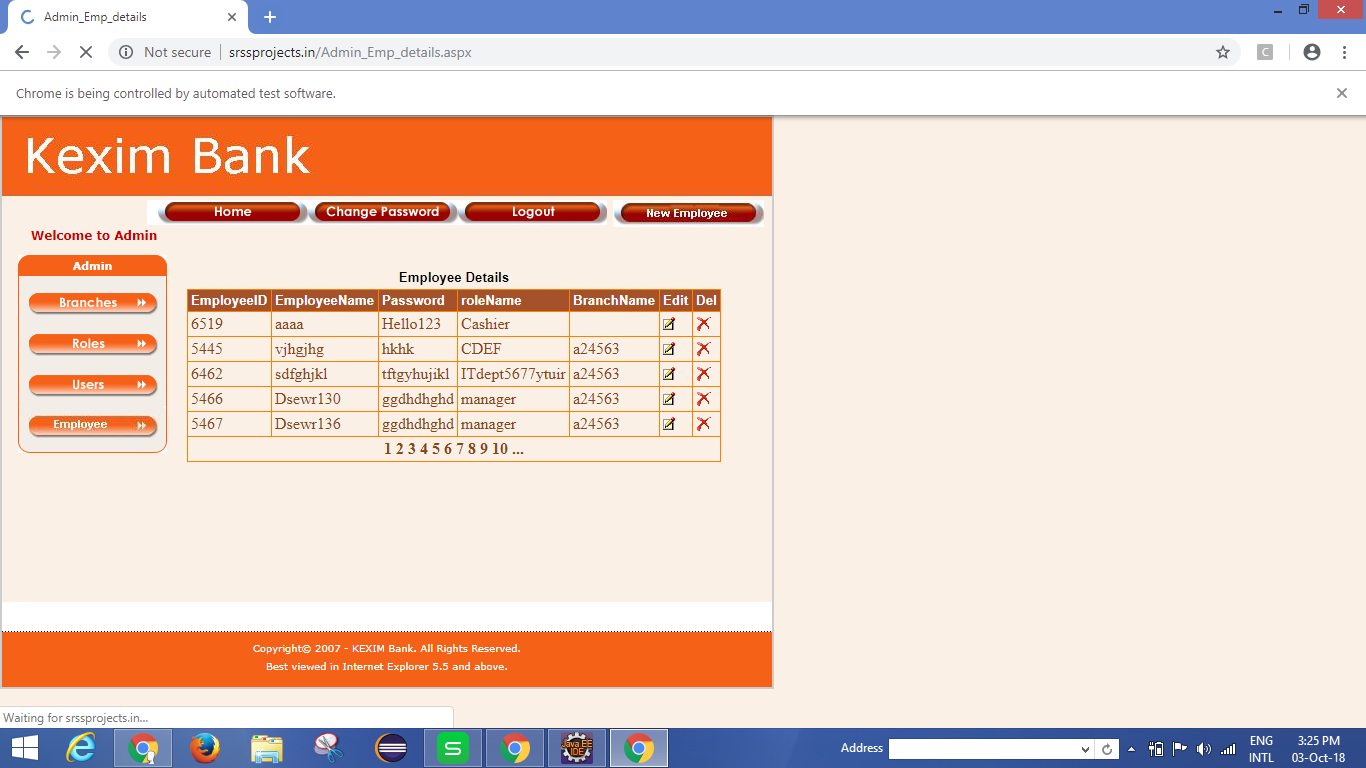 Admin_Emp_details
Not secure srssprojects.in/Admin_Emp_details.aspx
C
Chrome is being controlled by automated test software.
Kexim Bank
Home Change Password Logout New Employee
Welcome to Admin
Admin
Branches
Roles
Users
Employee
Employee Details
EmployeeID EmployeeName Password roleName BranchName Edit Del
6519 aaaa Hello123 Cashier
5445 vjhgjhg hkhk CDEF a24563
6462 sdfghjkl tftgyhujikl ITdept5677ytuir a24563
5466 Dsewr130 ggdhdhghd manager a24563
5467 Dsewr136 ggdhdhghd manager a24563
1 2 3 4 5 6 7 8 9 10 ...
Copyright© 2007 - KEXIM Bank. All Rights Reserved.
Best viewed in Internet Explorer 5.5 and above.
Waiting for srssprojects.in...
S
Java EE
IDE
Address
ENG
INTL
3:25 PM
03-Oct-18